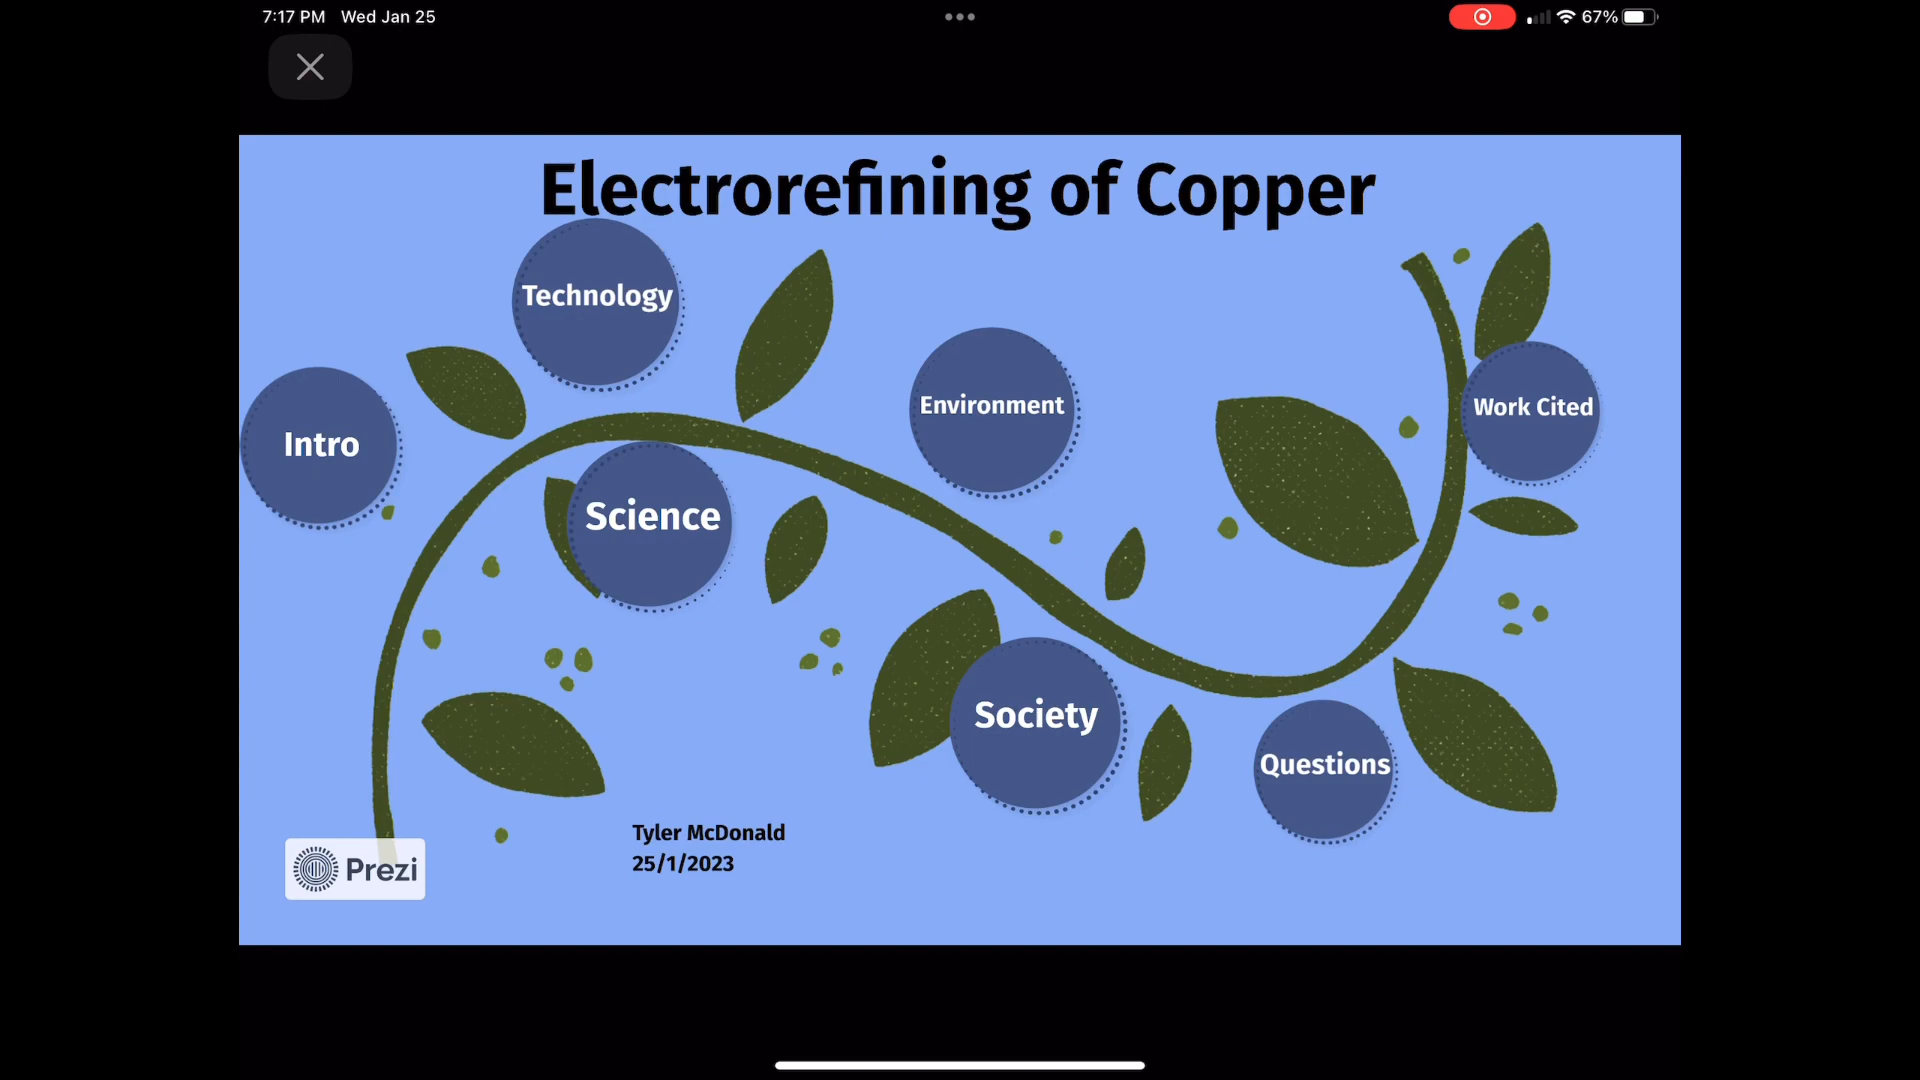 7:17 PM Wed Jan 25
67%
Electrorefining of Copper
Technology
Environment
Work Cited
Intro
Science
Society
Questions
Tyler McDonald
25/1/2023
Prezi